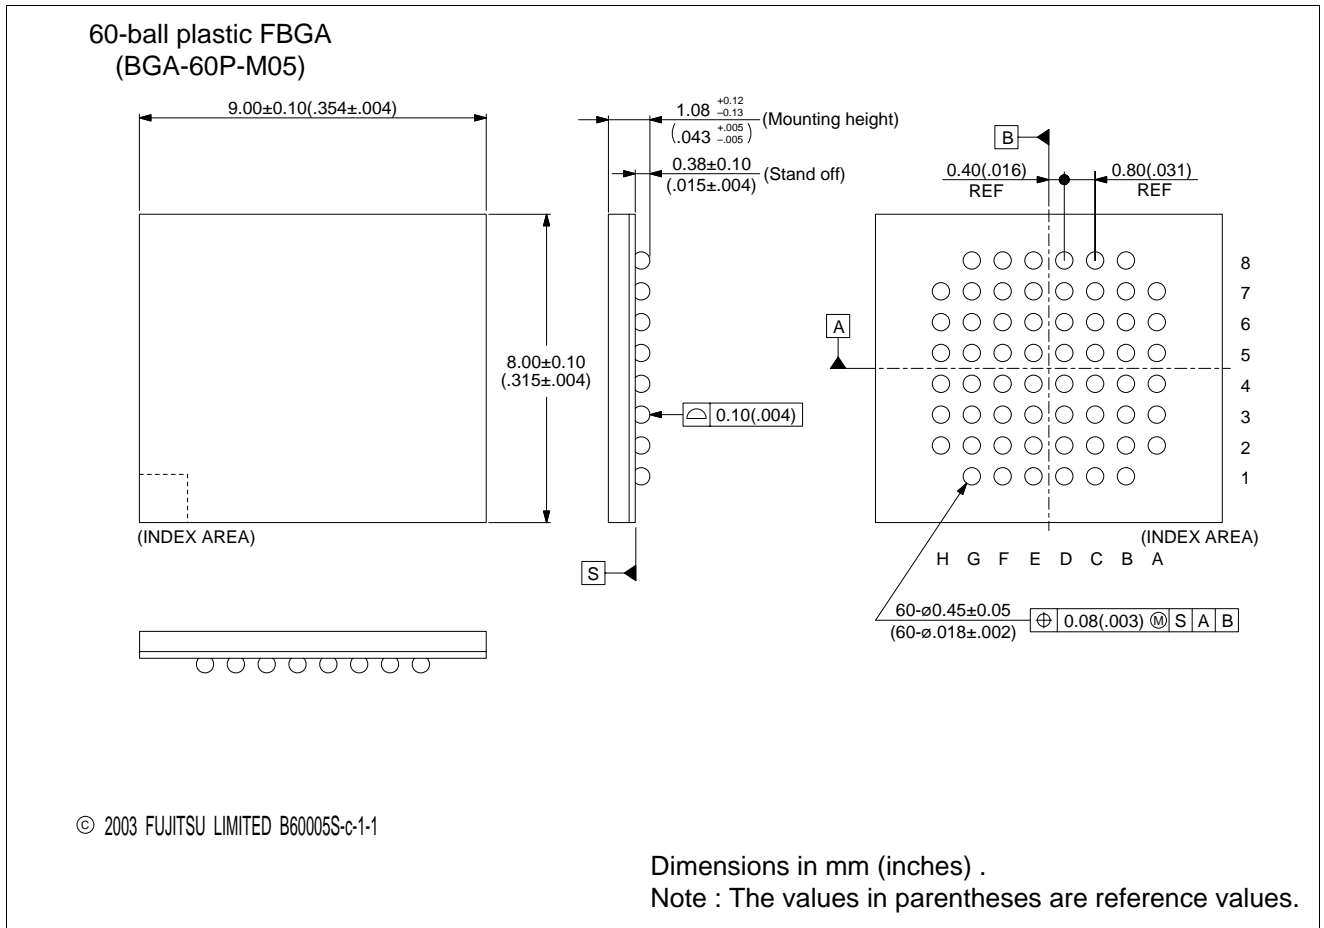 60-ball plastic FBGA
(BGA-60P-M05)
9.00±0.10(.354±.004)
1.08 +0.12 –0.13 (Mounting height)
(.043 +.005 –.005)
0.38±0.10 (Stand off)
(.015±.004)
B
0.40(.016) 0.80(.031)
REF REF
8
7
6
A
5
8.00±0.10
(.315±.004)
4
0.10(.004)
3
2
1
(INDEX AREA)
(INDEX AREA)
H G F E D C B A
S
60-ø0.45±0.05
(60-ø.018±.002)
⌖ 0.08(.003) Ⓜ S A B
© 2003 FUJITSU LIMITED B60005S-c-1-1
Dimensions in mm (inches) .
Note : The values in parentheses are reference values.